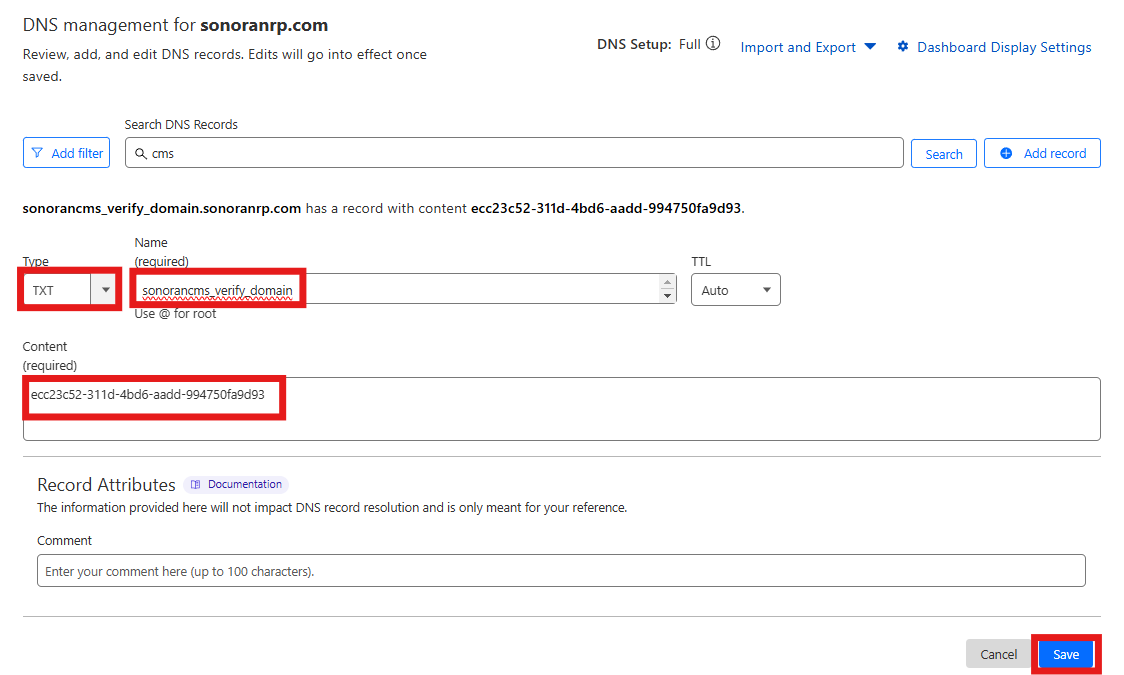 DNS management for sonoranrp.com
Review, add, and edit DNS records. Edits will go into effect once
saved.
DNS Setup: Full
Import and Export
Dashboard Display Settings
Search DNS Records
Add filter
cms
Search
Add record
sonorancms_verify_domain.sonoranrp.com has a record with content ecc23c52-311d-4bd6-aadd-994750fa9d93.
Type
Name
(required)
TTL
TXT
sonorancms_verify_domain
Auto
Use @ for root
Content
(required)
ecc23c52-311d-4bd6-aadd-994750fa9d93
Record Attributes
Documentation
The information provided here will not impact DNS record resolution and is only meant for your reference.
Comment
Enter your comment here (up to 100 characters).
Cancel
Save